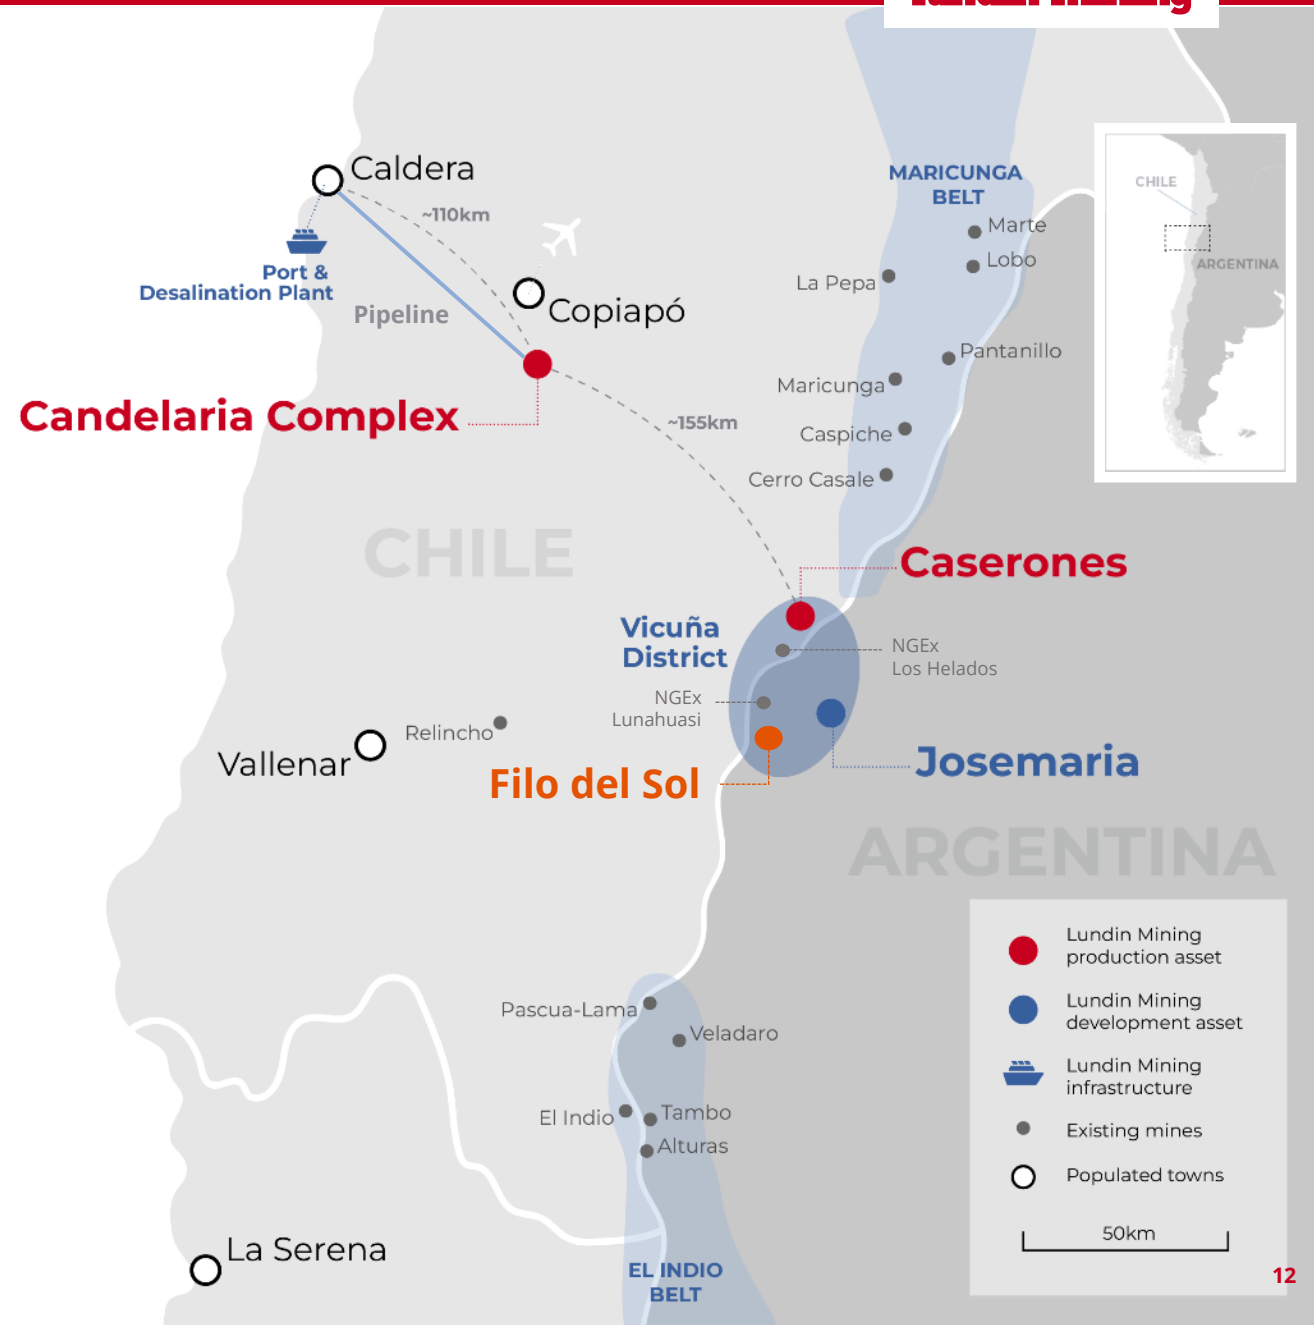 Caldera
~110km
Port &
Desalination Plant
Pipeline
Copiapó
Candelaria Complex
~155km
MARICUNGA
BELT
Marte
Lobo
La Pepa
Pantanillo
Maricunga
Caspiche
Cerro Casale
CHILE
ARGENTINA
CHILE
Caserones
Vicuña
District
NGEx
Los Helados
NGEx
Lunahuasi
Relincho
Vallenar
Filo del Sol
Josemaria
ARGENTINA
Pascua-Lama
Veladaro
El Indio
Tambo
Alturas
La Serena
EL INDIO
BELT
Lundin Mining
production asset
Lundin Mining
development asset
Lundin Mining
infrastructure
Existing mines
Populated towns
50km
12